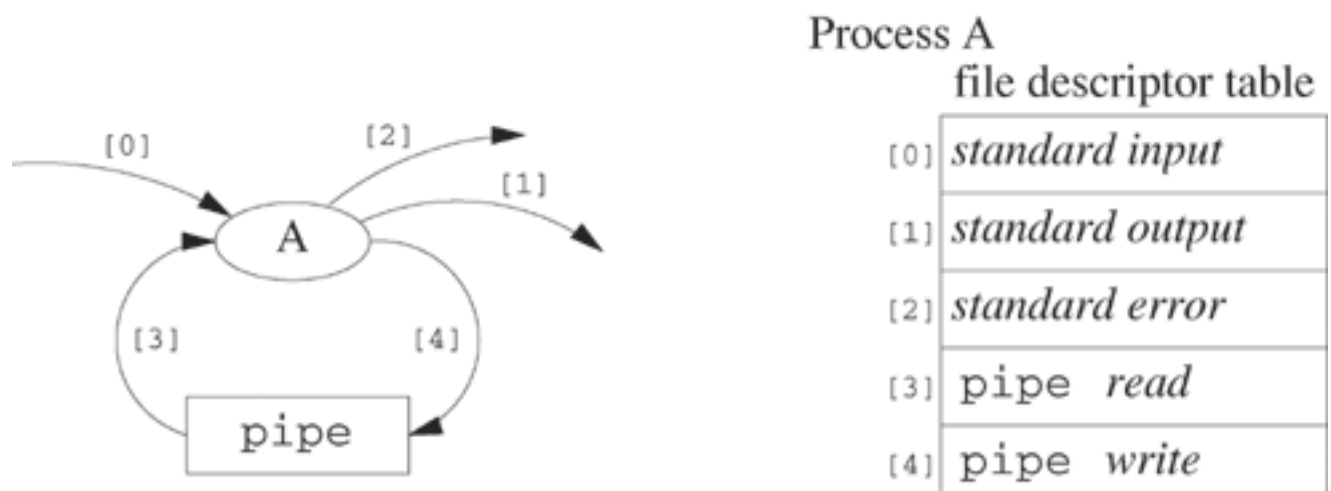 [0]
[2]
[1]
A
[3]
[4]
pipe
Process A
file descriptor table
[0] standard input
[1] standard output
[2] standard error
[3] pipe read
[4] pipe write